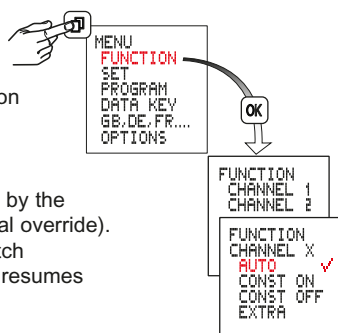 MENU
FUNCTION
SET
PROGRAM
DATA KEY
GB,DE,FR....
OPTIONS
on
OK
by the
al override).
tch
resumes
FUNCTION
CHANNEL 1
CHANNEL 2
FUNCTION
CHANNEL X
AUTO ✓
CONST ON
CONST OFF
EXTRA